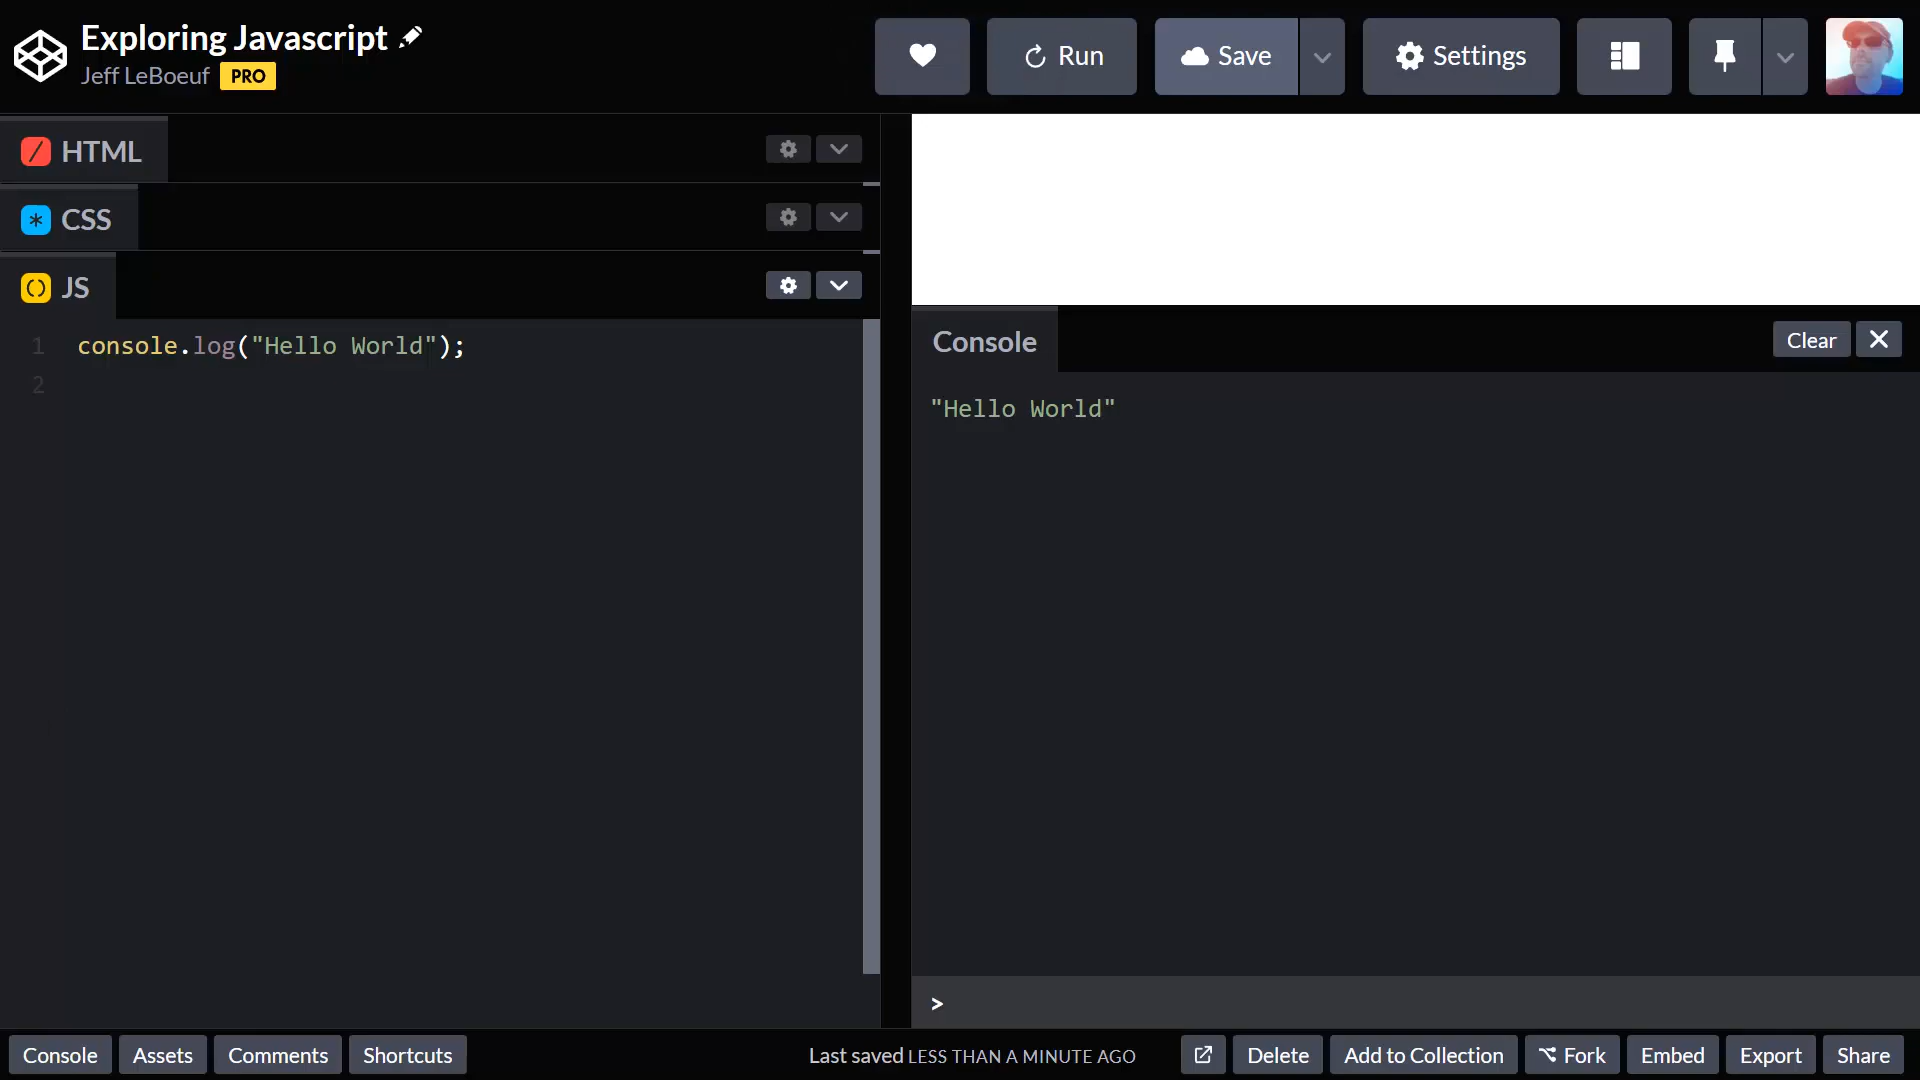 Exploring Javascript
Jeff LeBoeuf PRO
Run
Save
Settings
HTML
CSS
JS
1 console.log("Hello World");
2
Console
Clear
"Hello World"
>
Console Assets Comments Shortcuts
Last saved LESS THAN A MINUTE AGO
Delete Add to Collection Fork Embed Export Share